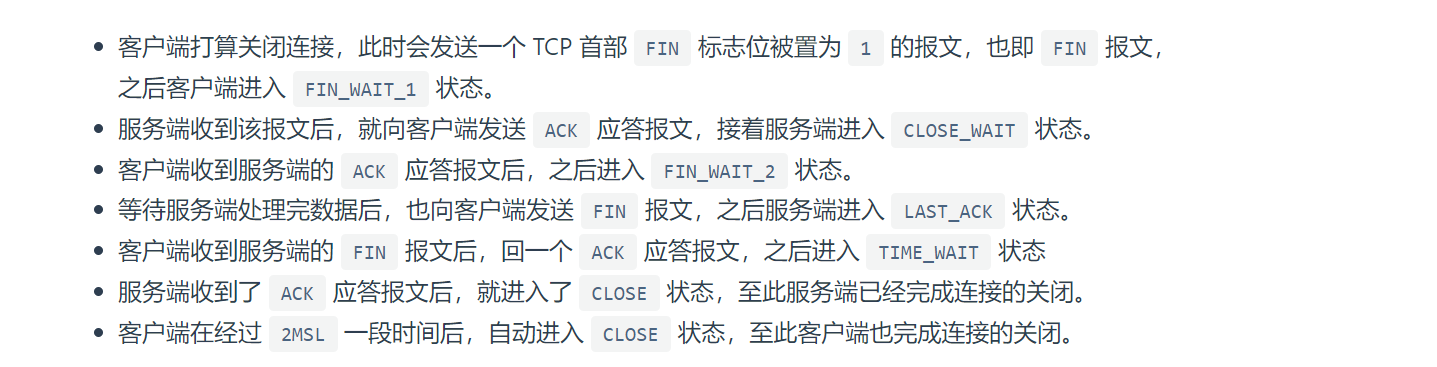 客户端打算关闭连接，此时会发送一个 TCP 首部 FIN 标志位被置为 1 的报文，也即 FIN 报文，
之后客户端进入 FIN_WAIT_1 状态。
服务端收到该报文后，就向客户端发送 ACK 应答报文，接着服务端进入 CLOSE_WAIT 状态。
客户端收到服务端的 ACK 应答报文后，之后进入 FIN_WAIT_2 状态。
等待服务端处理完数据后，也向客户端发送 FIN 报文，之后服务端进入 LAST_ACK 状态。
客户端收到服务端的 FIN 报文后，回一个 ACK 应答报文，之后进入 TIME_WAIT 状态
服务端收到了 ACK 应答报文后，就进入了 CLOSE 状态，至此服务端已经完成连接的关闭。
客户端在经过 2MSL 一段时间后，自动进入 CLOSE 状态，至此客户端也完成连接的关闭。